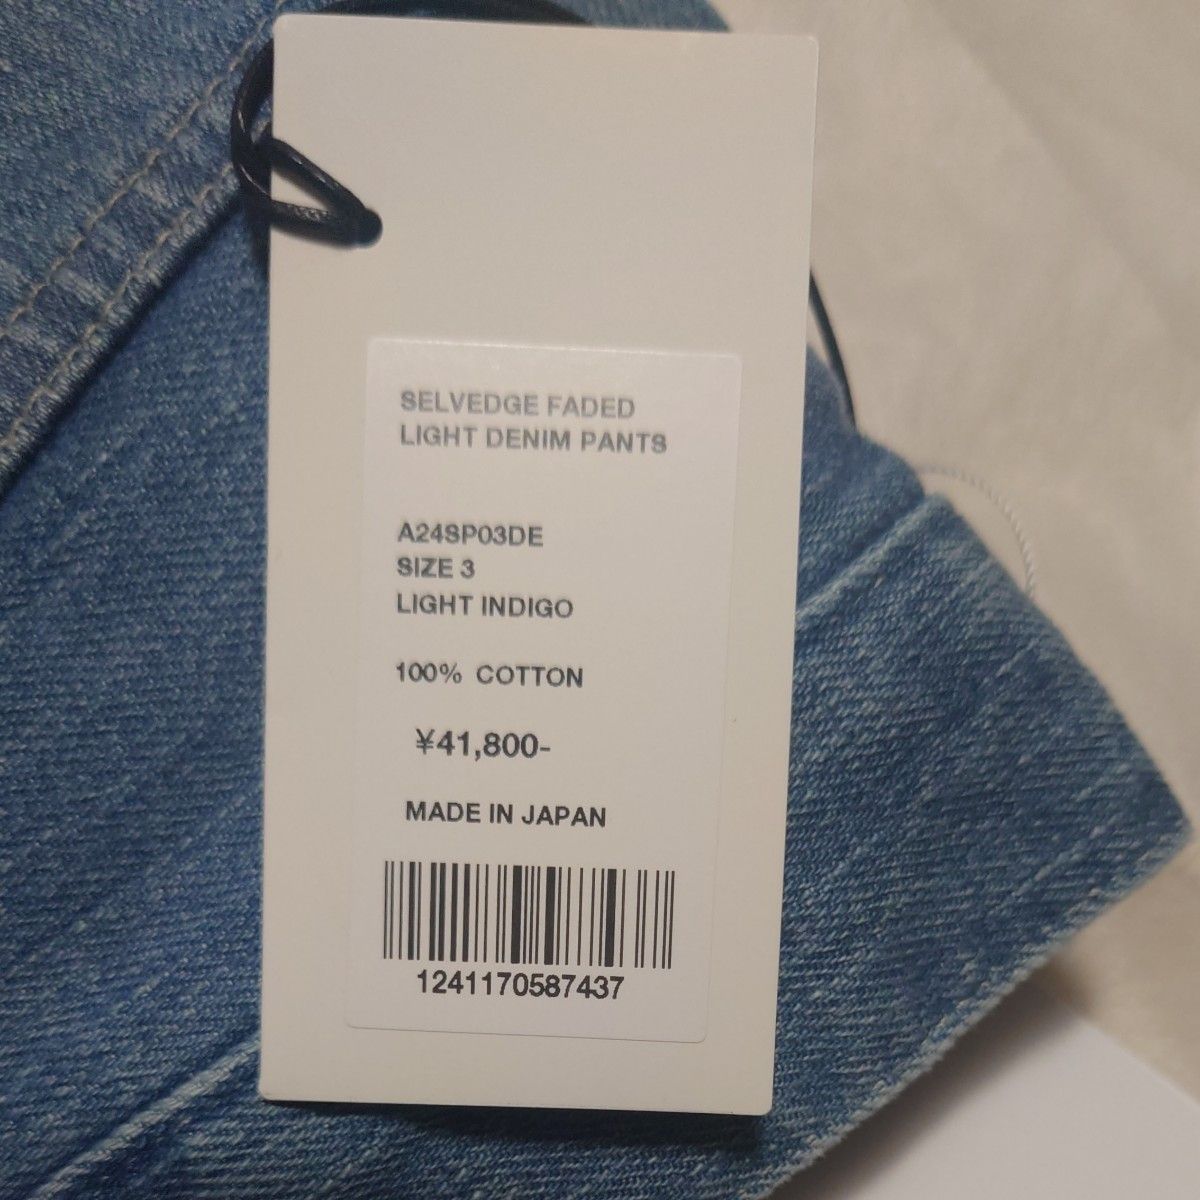 SELVEDGE FADED
LIGHT DENIM PANTS
A24SP03DE
SIZE 3
LIGHT INDIGO
100% COTTON
¥41,800-
MADE IN JAPAN
1241170587437